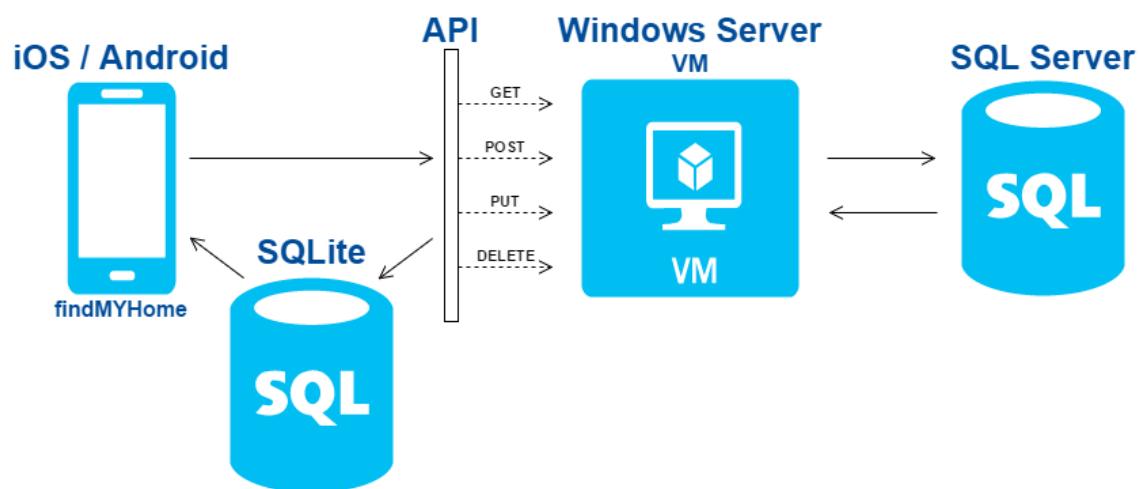 iOS / Android
findMYHome
SQLite
SQL
API
GET
POST
PUT
DELETE
Windows Server
VM
VM
SQL Server
SQL